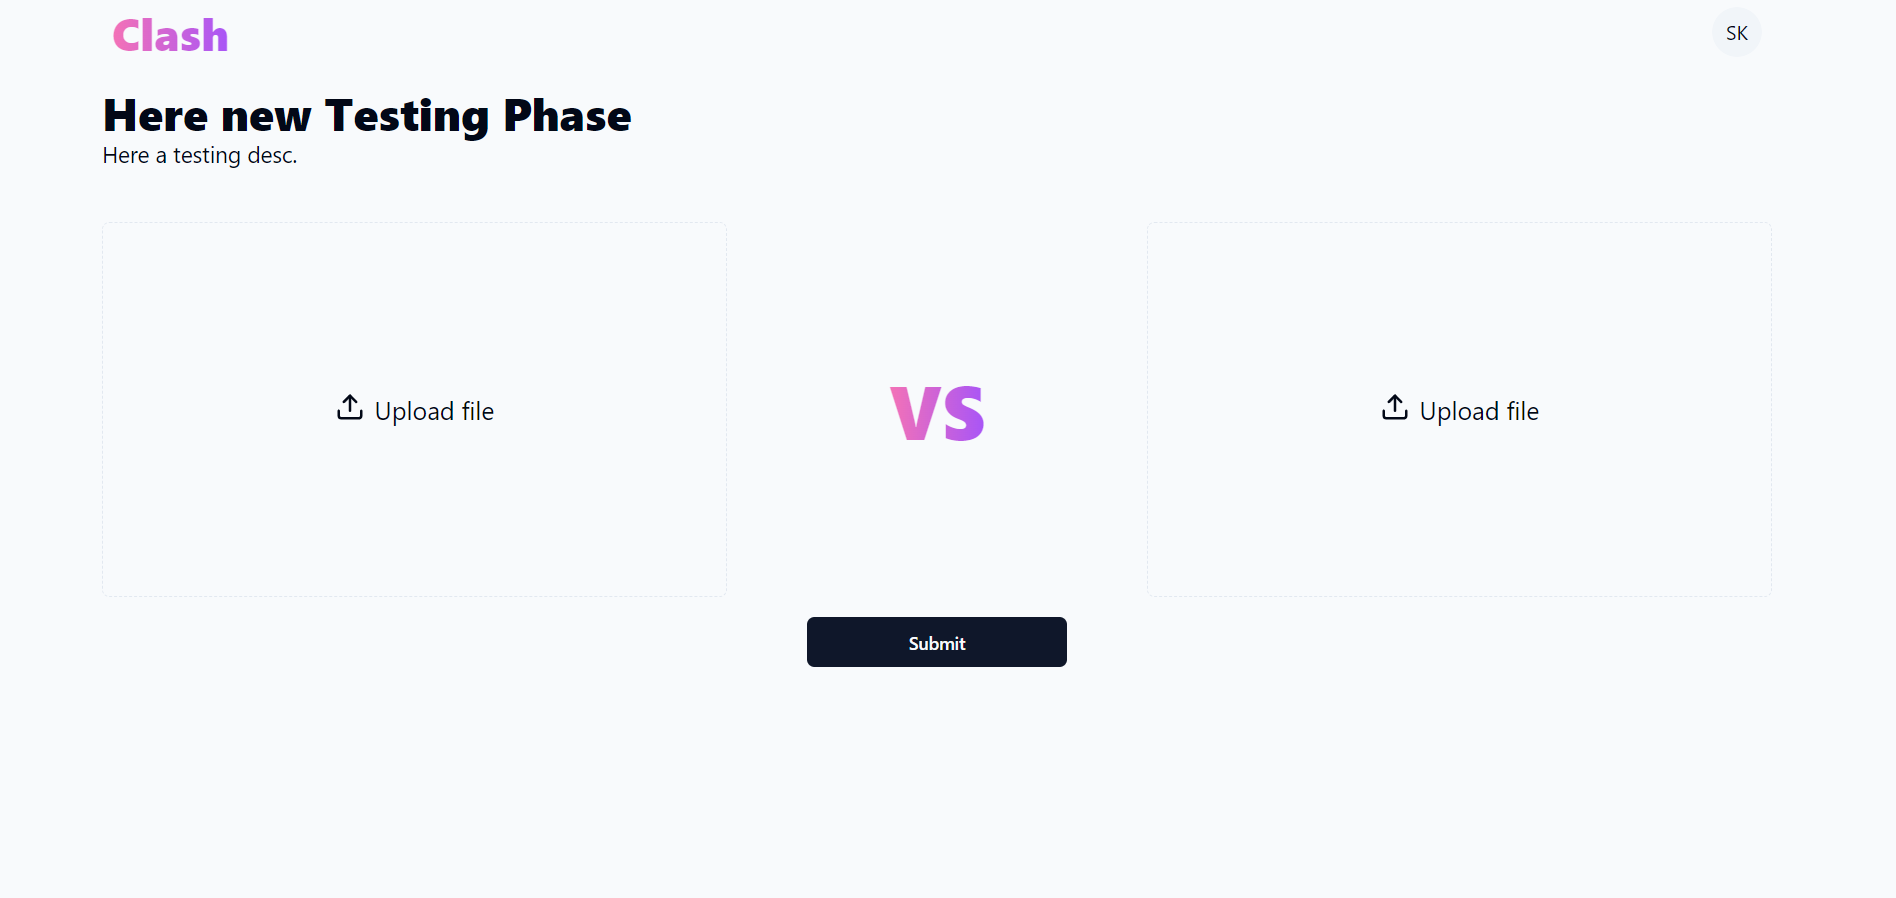 Clash
SK
Here new Testing Phase
Here a testing desc.
Upload file
VS
Upload file
Submit